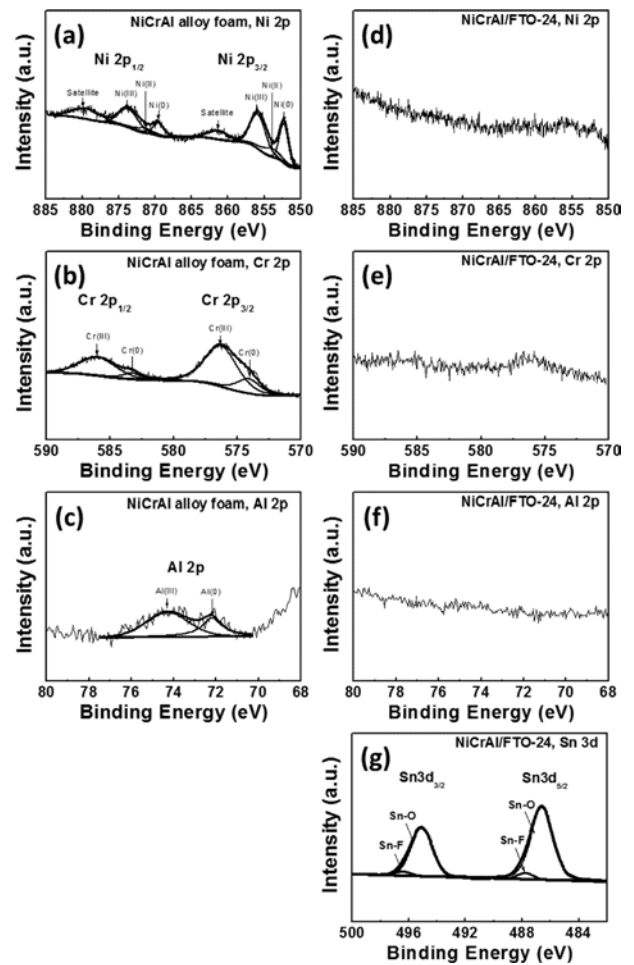 (a)
NiCrAl alloy foam, Ni 2p
Ni 2p1/2
Ni 2p3/2
Satellite
Ni(III)
Ni(II)
Ni(0)
Satellite
Ni(III)
Ni(II)
Ni(0)
Intensity (a.u.)
885 880 875 870 865 860 855 850
Binding Energy (eV)
(d)
NiCrAl/FTO-24, Ni 2p
Intensity (a.u.)
885 880 875 870 865 860 855 850
Binding Energy (eV)
(b)
NiCrAl alloy foam, Cr 2p
Cr 2p1/2
Cr 2p3/2
Cr(III)
Cr(0)
Cr(III)
Cr(0)
Intensity (a.u.)
590 585 580 575 570
Binding Energy (eV)
(e)
NiCrAl/FTO-24, Cr 2p
Intensity (a.u.)
590 585 580 575 570
Binding Energy (eV)
(c)
NiCrAl alloy foam, Al 2p
Al 2p
Al(III)
Al(0)
Intensity (a.u.)
80 78 76 74 72 70 68
Binding Energy (eV)
(f)
NiCrAl/FTO-24, Al 2p
Intensity (a.u.)
80 78 76 74 72 70 68
Binding Energy (eV)
(g)
NiCrAl/FTO-24, Sn 3d
Sn3d3/2
Sn3d5/2
Sn-O
Sn-F
Sn-O
Sn-F
Intensity (a.u.)
500 496 492 488 484
Binding Energy (eV)